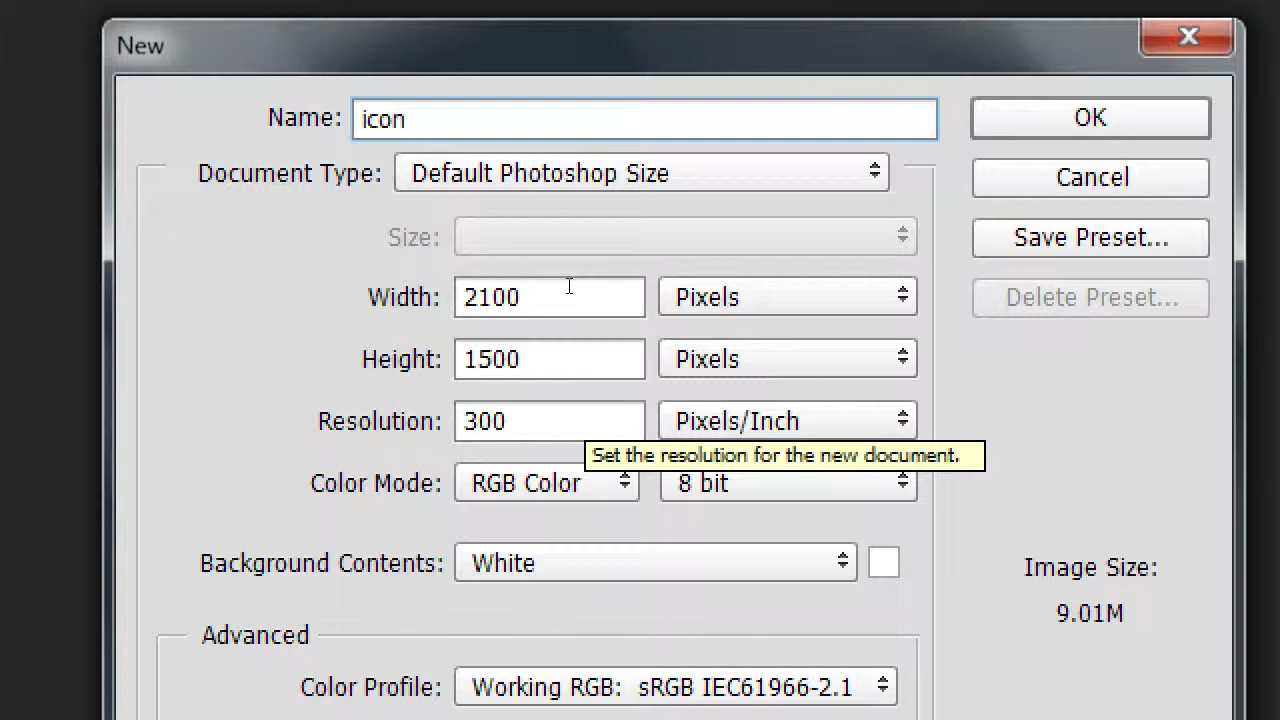 New
X
Name: icon
OK
Document Type: Default Photoshop Size
Cancel
Size:
Save Preset...
Width: 2100 Pixels
Delete Preset...
Height: 1500 Pixels
Resolution: 300 Pixels/Inch
Set the resolution for the new document.
Color Mode: RGB Color 8 bit
Background Contents: White
Image Size:
9.01M
Advanced
Color Profile: Working RGB: sRGB IEC61966-2.1